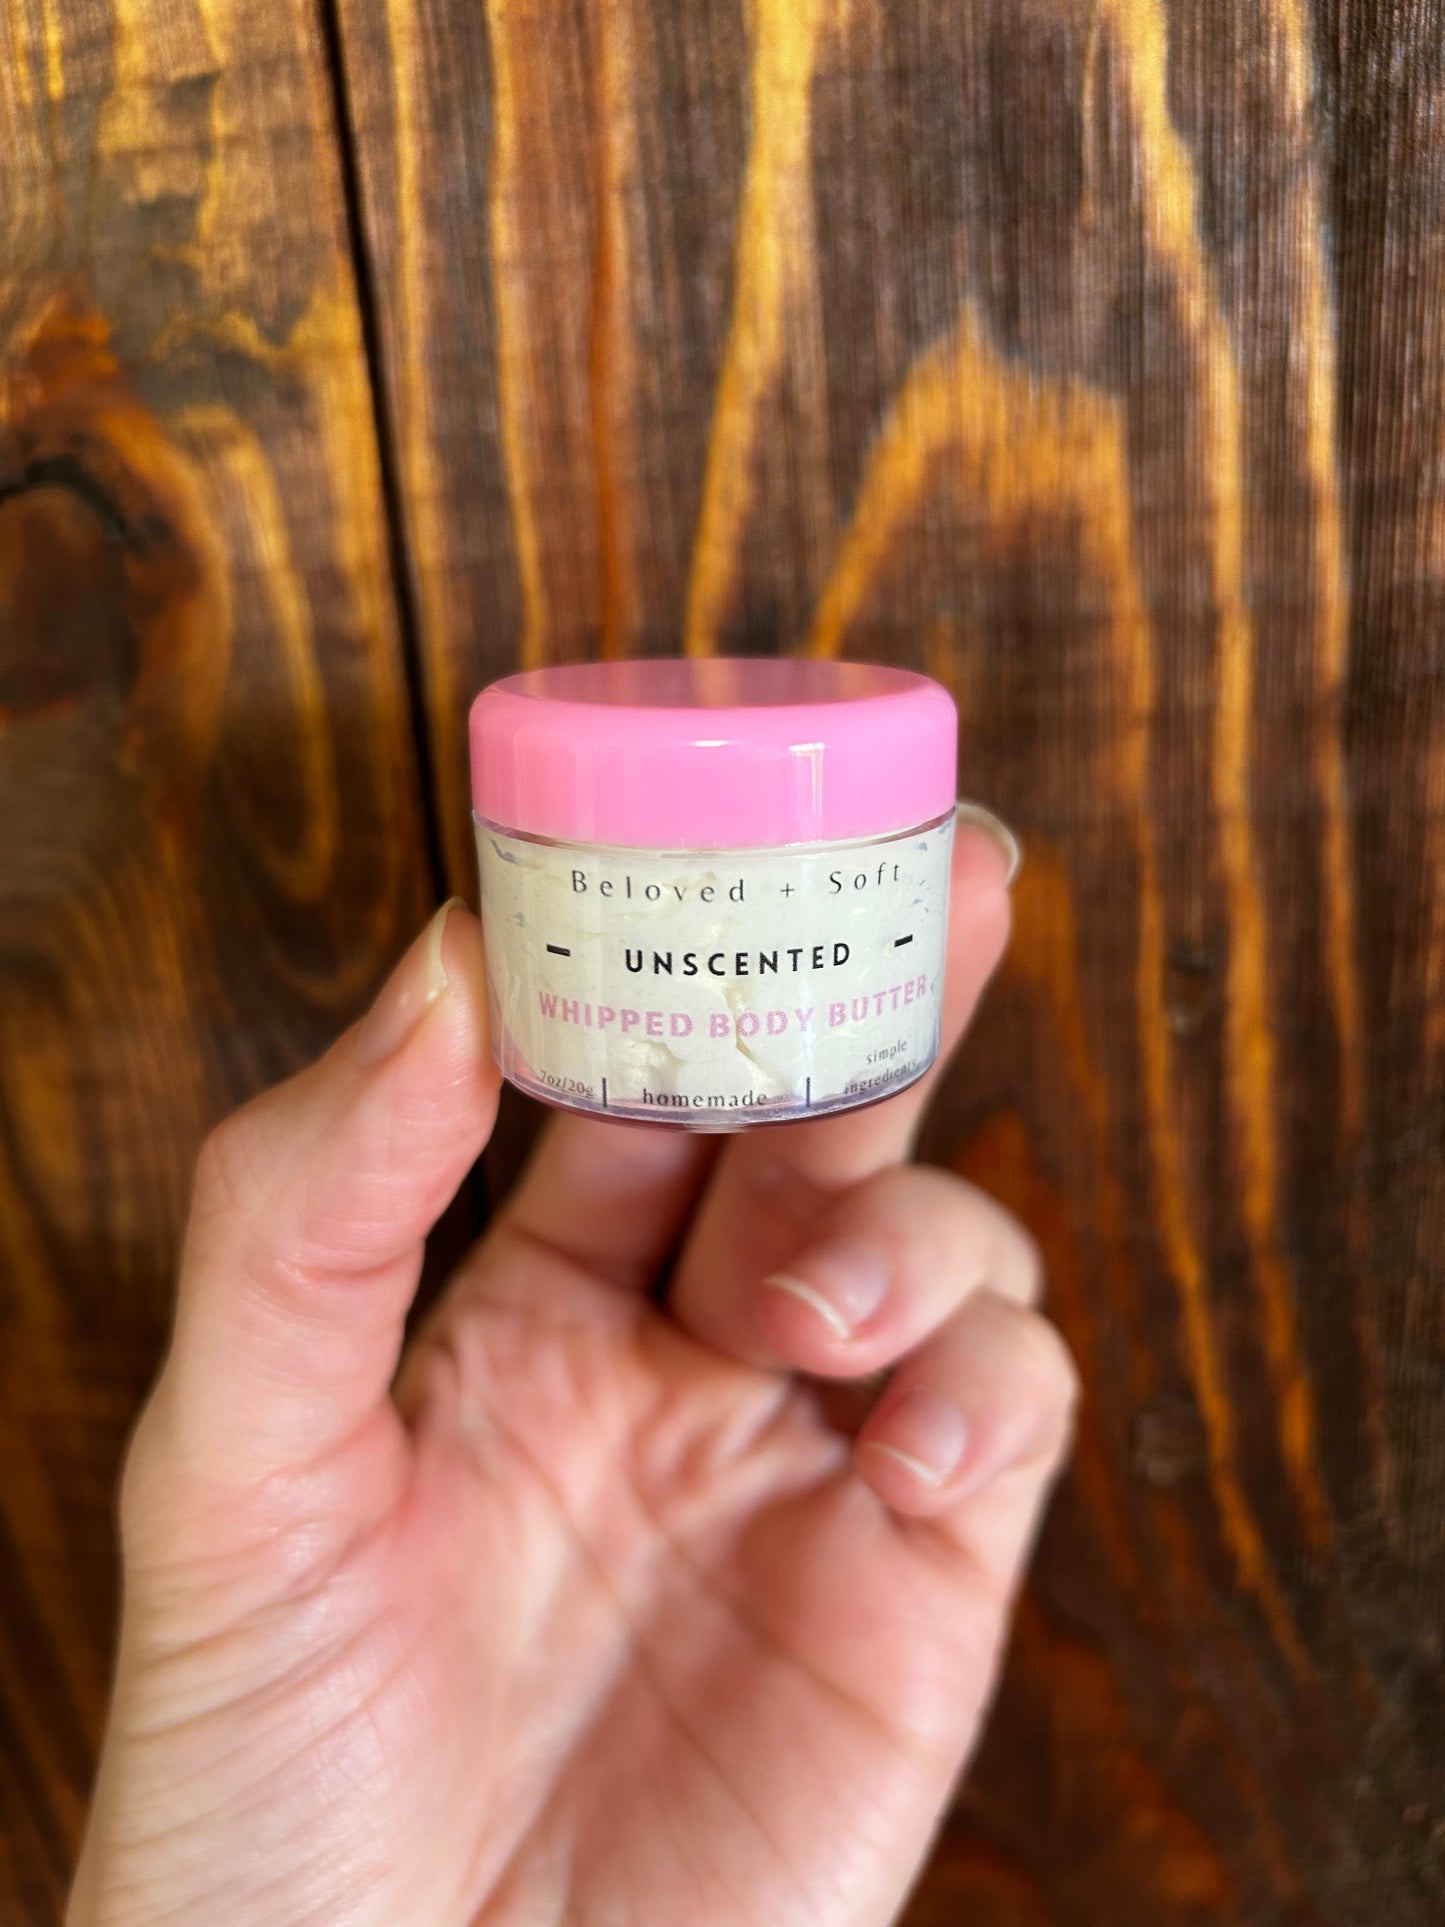 Beloved + Soft
- UNSCENTED -
WHIPPED BODY BUTTER
.7oz/20g | homemade | simple ingredients